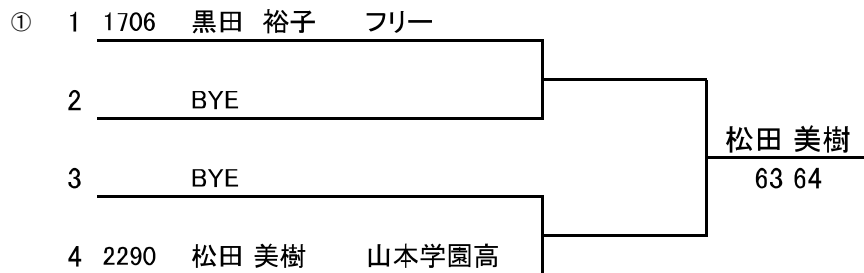 ① 1 1706 黒田 裕子 フリー
2 BYE
松田 美樹
3 BYE
63 64
4 2290 松田 美樹 山本学園高